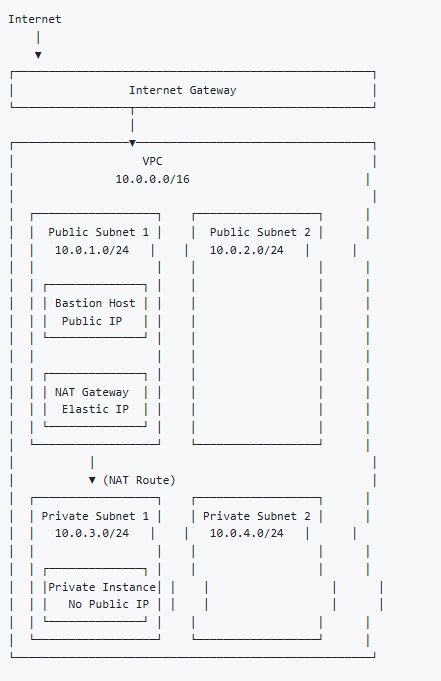 Internet
Internet Gateway
VPC
10.0.0.0/16
Public Subnet 1 Public Subnet 2
10.0.1.0/24 10.0.2.0/24
Bastion Host
Public IP
NAT Gateway
Elastic IP
(NAT Route)
Private Subnet 1 Private Subnet 2
10.0.3.0/24 10.0.4.0/24
Private Instance
No Public IP